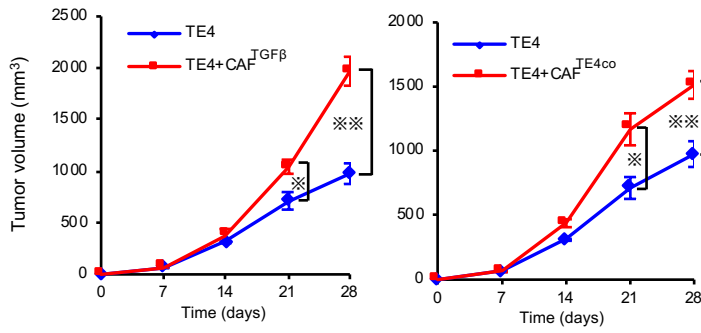 Tumor volume (mm³)
2500
2000
1500
1000
500
0
TE4
TE4+CAF^TGFβ
※
※※
0 7 14 21 28
Time (days)
2000
1500
1000
500
0
TE4
TE4+CAF^TE4co
※
※※
0 7 14 21 28
Time (days)